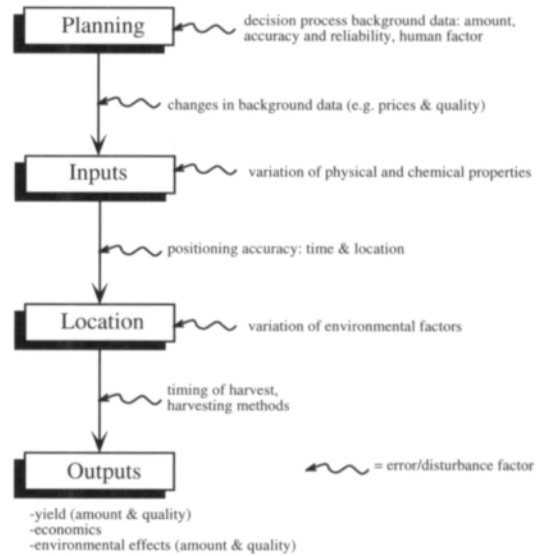 Planning
decision process background data: amount,
accuracy and reliability, human factor
changes in background data (e.g. prices & quality)
Inputs
variation of physical and chemical properties
positioning accuracy: time & location
Location
variation of environmental factors
timing of harvest,
harvesting methods
Outputs
= error/disturbance factor
-yield (amount & quality)
-economics
-environmental effects (amount & quality)